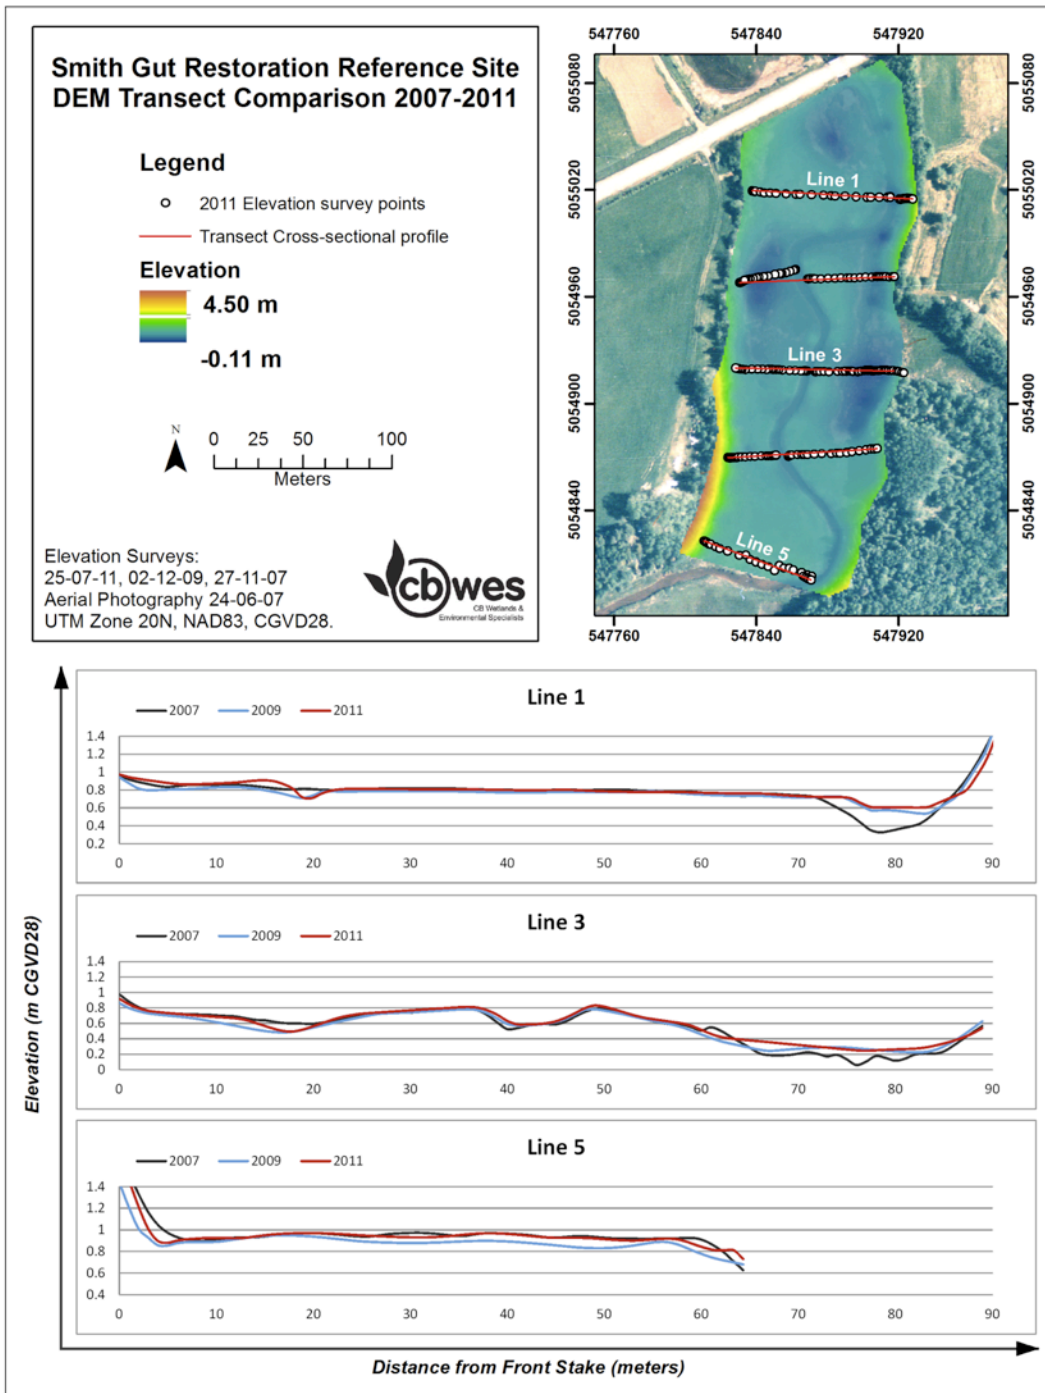 Smith Gut Restoration Reference Site
DEM Transect Comparison 2007-2011
Legend
2011 Elevation survey points
Transect Cross-sectional profile
Elevation
4.50 m
-0.11 m
N
0 25 50 100
Meters
Elevation Surveys:
25-07-11, 02-12-09, 27-11-07
Aerial Photography 24-06-07
UTM Zone 20N, NAD83, CGVD28.
cbwes
CB Wetlands &
Environmental Specialists
547760 547840 547920
5055080 5055080
5055020 5055020
5054960 5054960
5054900 5054900
5054840 5054840
Line 1
Line 3
Line 5
547760 547840 547920
Line 1
2007 2009 2011
1.4
1.2
1
0.8
0.6
0.4
0.2
0 10 20 30 40 50 60 70 80 90
Line 3
2007 2009 2011
1.4
1.2
1
0.8
0.6
0.4
0.2
0
0 10 20 30 40 50 60 70 80 90
Line 5
2007 2009 2011
1.4
1.2
1
0.8
0.6
0.4
0 10 20 30 40 50 60 70 80 90
Elevation (m CGVD28)
Distance from Front Stake (meters)